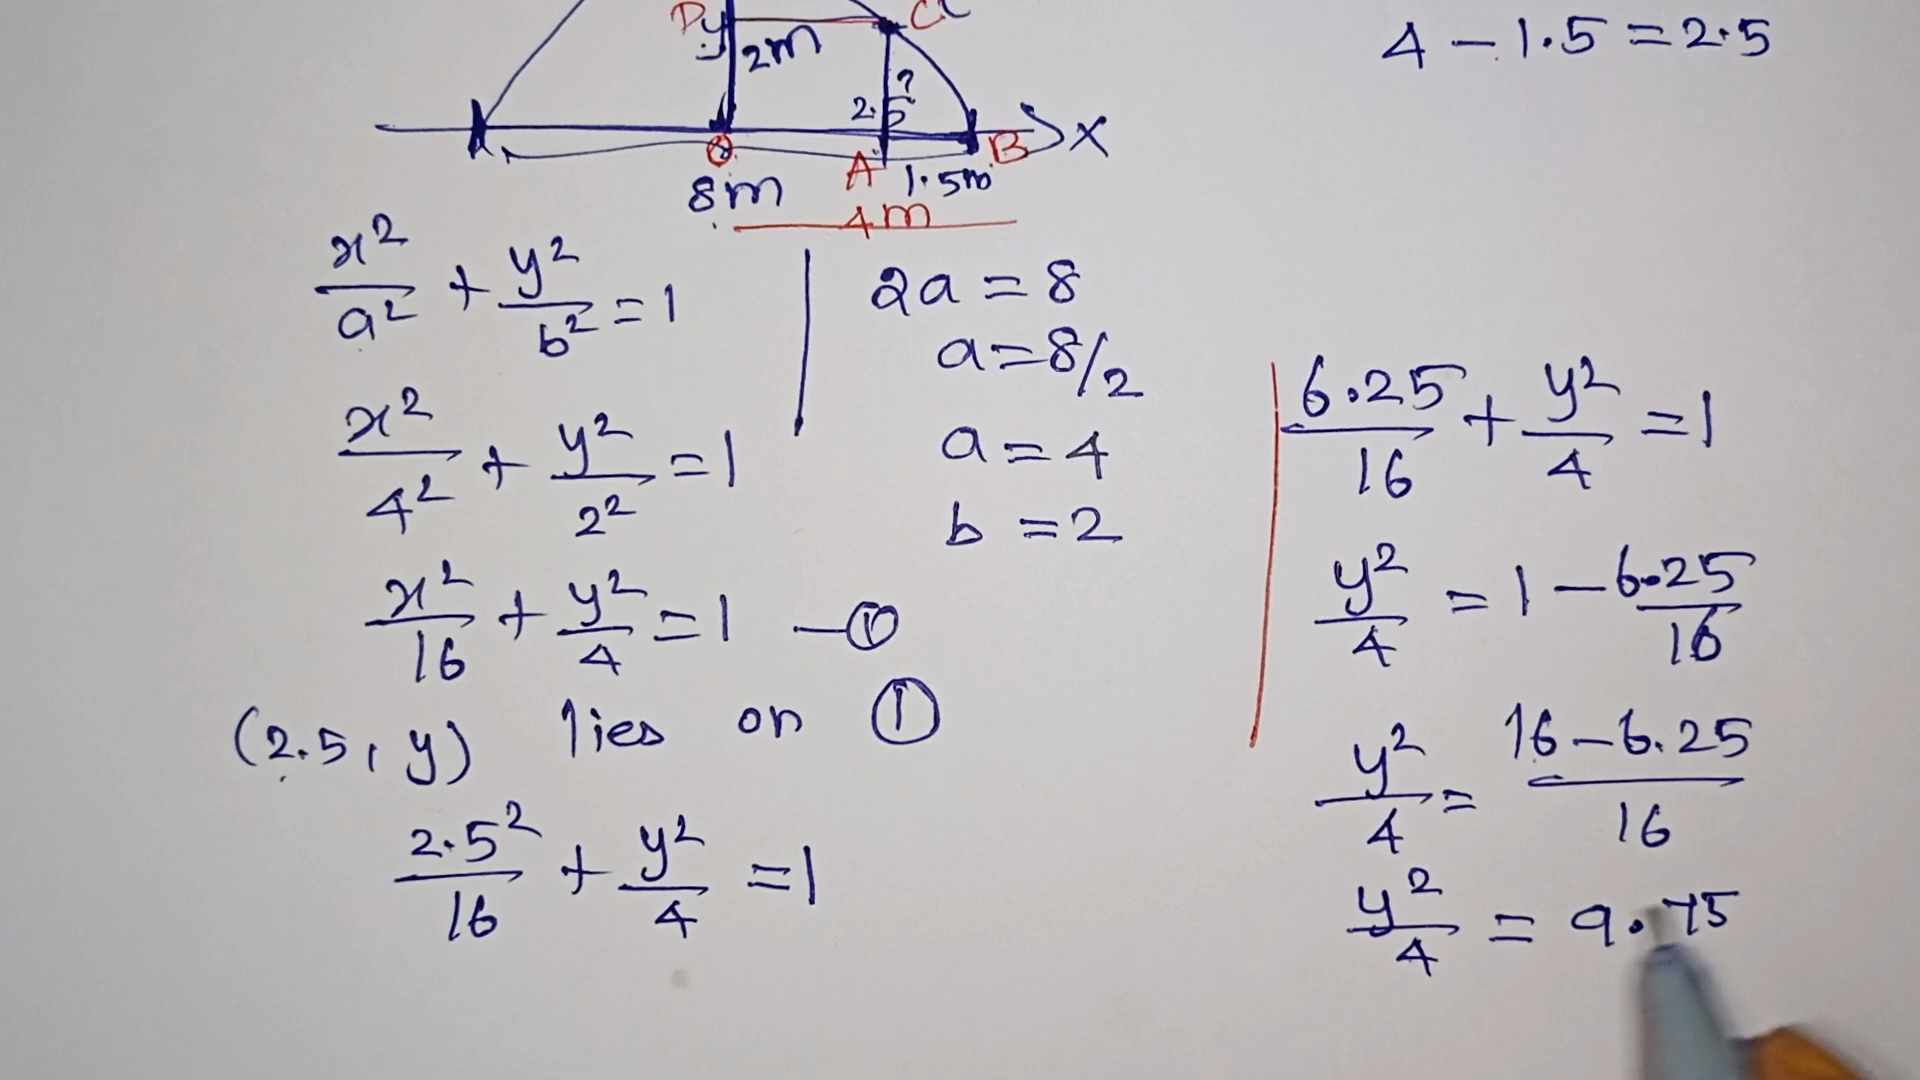 Dy
C
2m
4 - 1.5 = 2.5
?
2.5
X
O
A
B
8m
1.5m
4m
x²/a² + y²/b² = 1
x²/4² + y²/2² = 1
x²/16 + y²/4 = 1 — ①
(2.5, y) lies on ①
2.5²/16 + y²/4 = 1
2a = 8
a = 8/2
a = 4
b = 2
6.25/16 + y²/4 = 1
y²/4 = 1 - 6.25/16
y²/4 = 16 - 6.25/16
y²/4 = 9.75